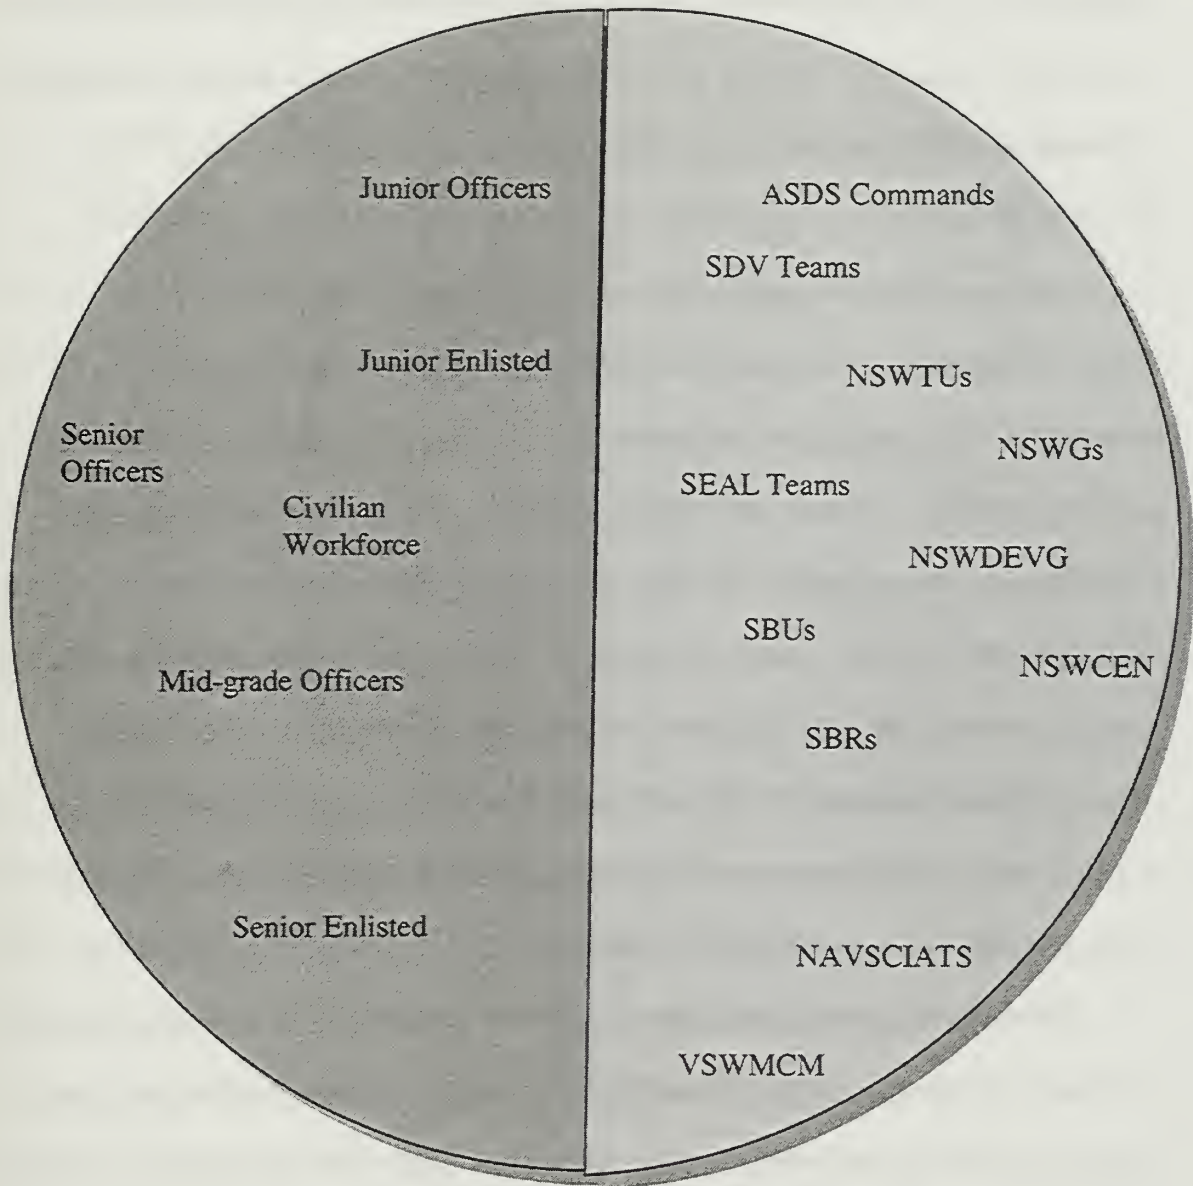 Junior Officers
Junior Enlisted
Senior
Officers
Civilian
Workforce
Mid-grade Officers
Senior Enlisted
ASDS Commands
SDV Teams
NSWTUs
NSWGs
SEAL Teams
NSWDEVG
SBUs
NSWCEN
SBRs
NAVSCIATS
VSWMCM